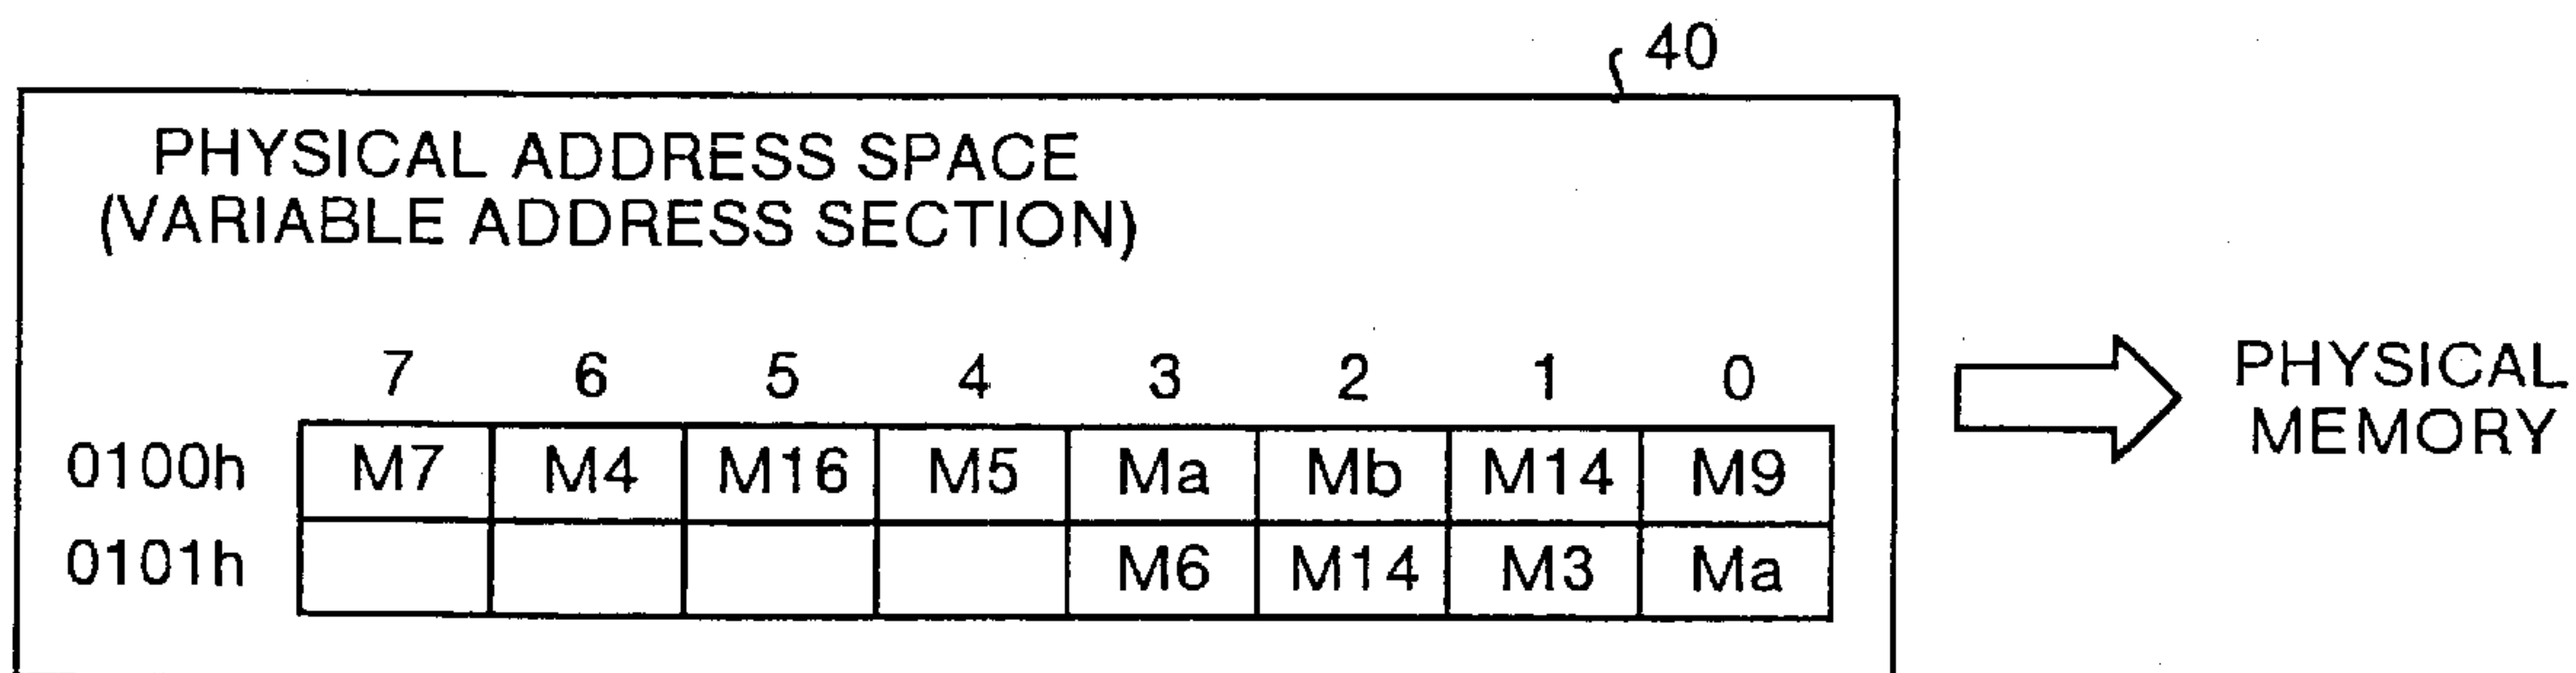 40
PHYSICAL ADDRESS SPACE
(VARIABLE ADDRESS SECTION)
7 6 5 4 3 2 1 0
0100h M7 M4 M16 M5 Ma Mb M14 M9
0101h M6 M14 M3 Ma
PHYSICAL
MEMORY